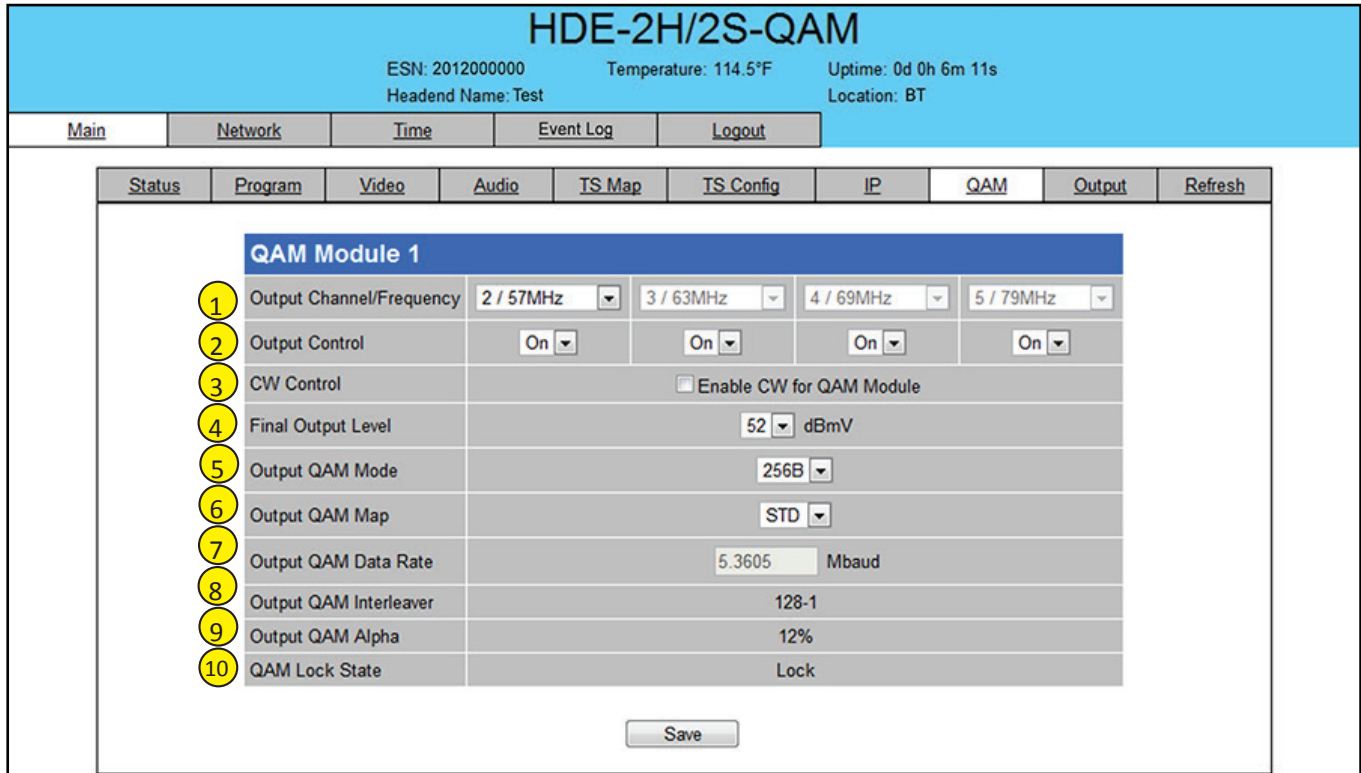 HDE-2H/2S-QAM
ESN: 2012000000 Temperature: 114.5°F Uptime: 0d 0h 6m 11s
Headend Name: Test Location: BT
Main Network Time Event Log Logout
Status Program Video Audio TS Map TS Config IP QAM Output Refresh
QAM Module 1
1 Output Channel/Frequency 2 / 57MHz 3 / 63MHz 4 / 69MHz 5 / 79MHz
2 Output Control On On On On
3 CW Control Enable CW for QAM Module
4 Final Output Level 52 dBmV
5 Output QAM Mode 256B
6 Output QAM Map STD
7 Output QAM Data Rate 5.3605 Mbaud
8 Output QAM Interleaver 128-1
9 Output QAM Alpha 12%
10 QAM Lock State Lock
Save